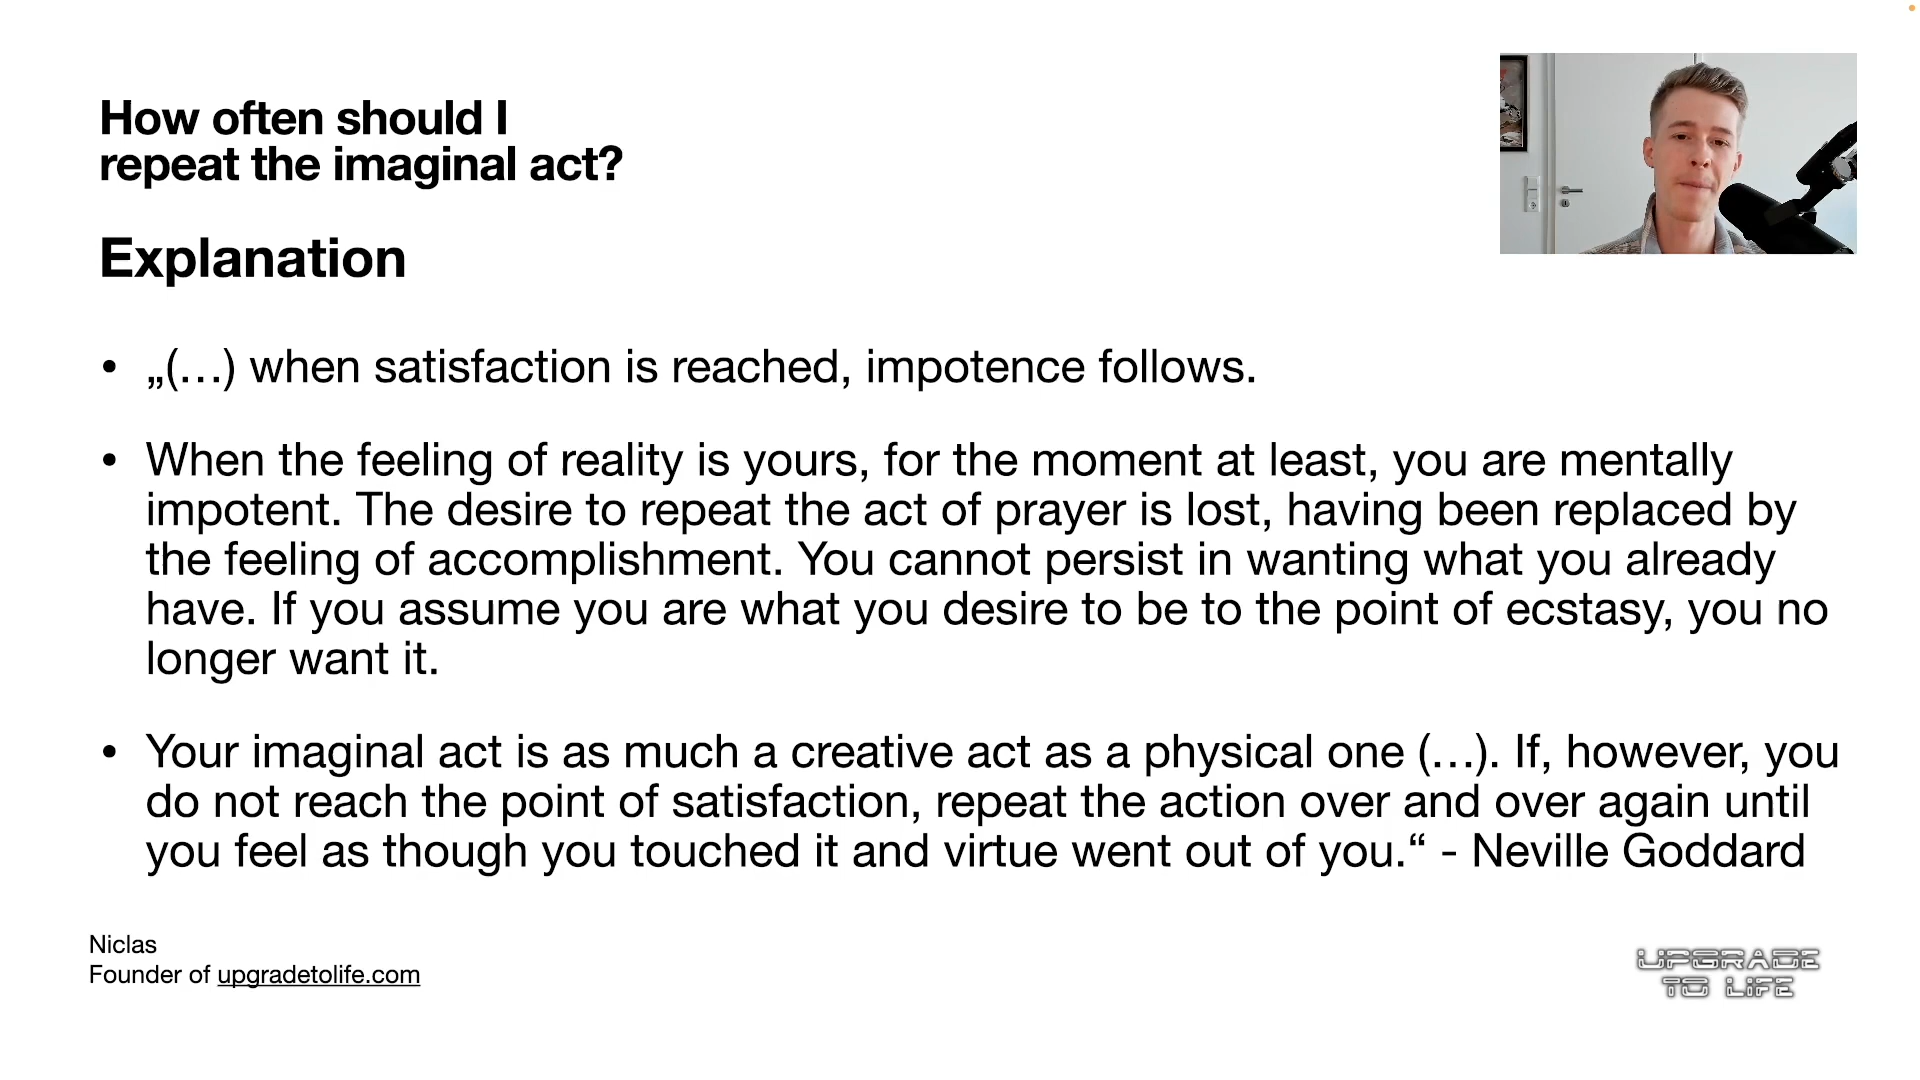 How often should I
repeat the imaginal act?
Explanation
• „(…) when satisfaction is reached, impotence follows.
• When the feeling of reality is yours, for the moment at least, you are mentally
impotent. The desire to repeat the act of prayer is lost, having been replaced by
the feeling of accomplishment. You cannot persist in wanting what you already
have. If you assume you are what you desire to be to the point of ecstasy, you no
longer want it.
• Your imaginal act is as much a creative act as a physical one (…). If, however, you
do not reach the point of satisfaction, repeat the action over and over again until
you feel as though you touched it and virtue went out of you.“ - Neville Goddard
Niclas
Founder of upgradetolife.com
UPGRADE
TO LIFE